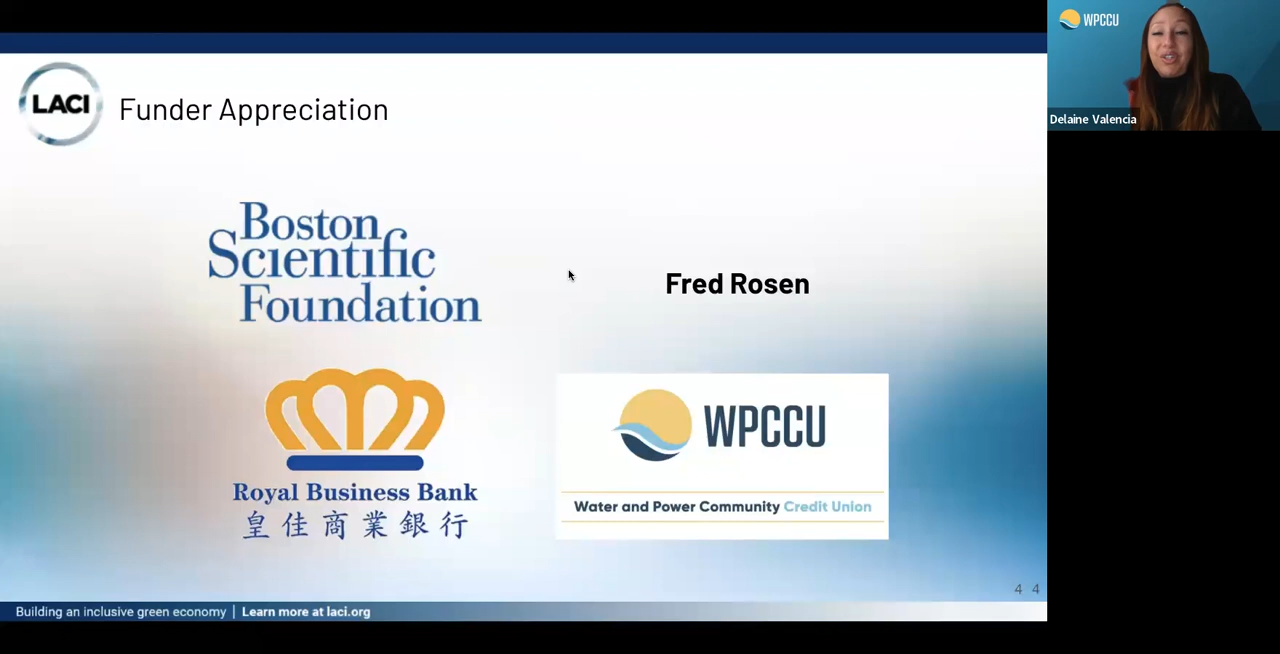 LACI
Funder Appreciation
Boston
Scientific
Foundation
Fred Rosen
Royal Business Bank
皇佳商業銀行
WPCCU
Water and Power Community Credit Union
4 4
Building an inclusive green economy | Learn more at laci.org
WPCCU
Delaine Valencia